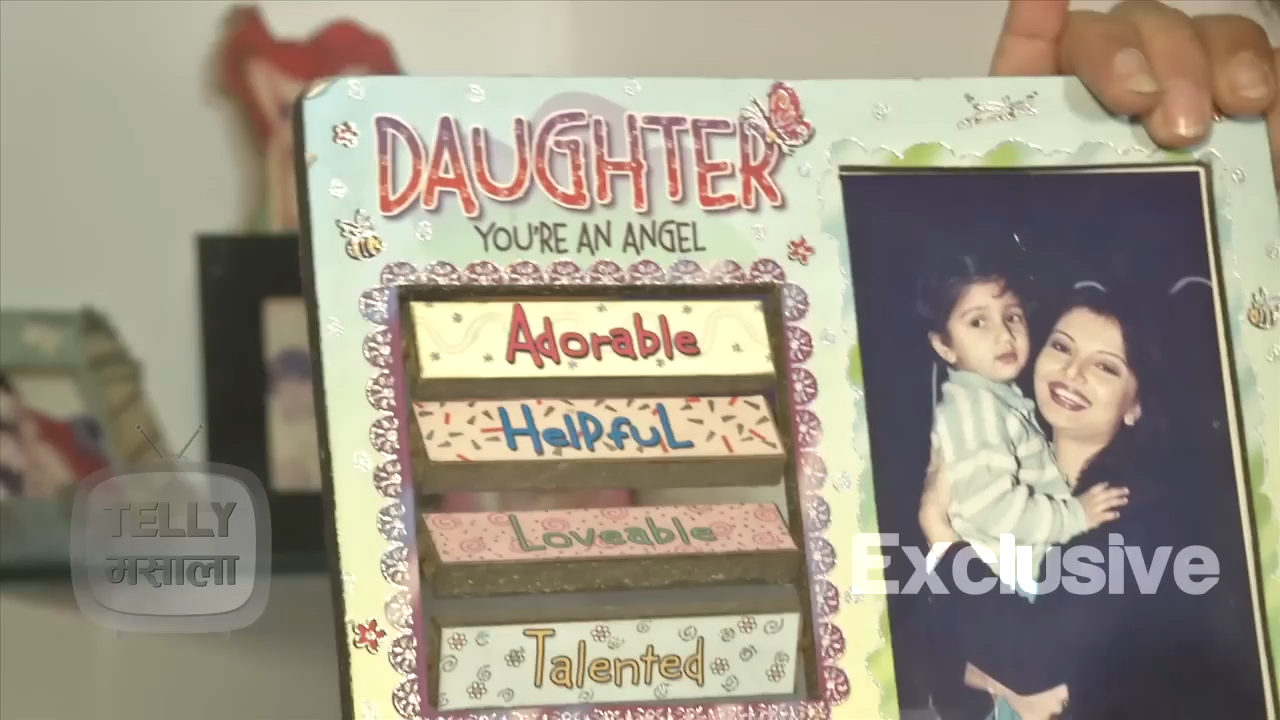 DAUGHTER
YOU'RE AN ANGEL
Adorable
HelPfuL
Loveable
Talented
TELLY
मसाला
Exclusive